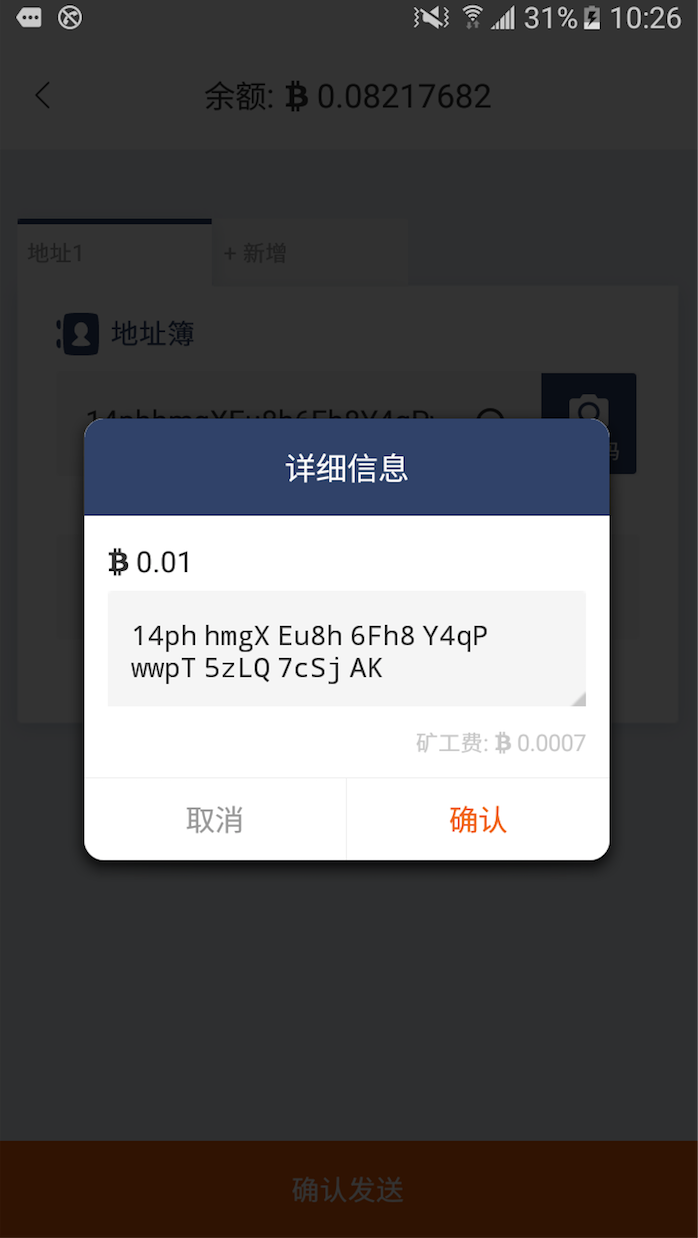 31% 10:26
余额: ₿ 0.08217682
地址1
+ 新增
地址簿
详细信息
₿ 0.01
14ph hmgX Eu8h 6Fh8 Y4qP
wwpT 5zLQ 7cSj AK
矿工费: ₿ 0.0007
取消
确认
确认发送